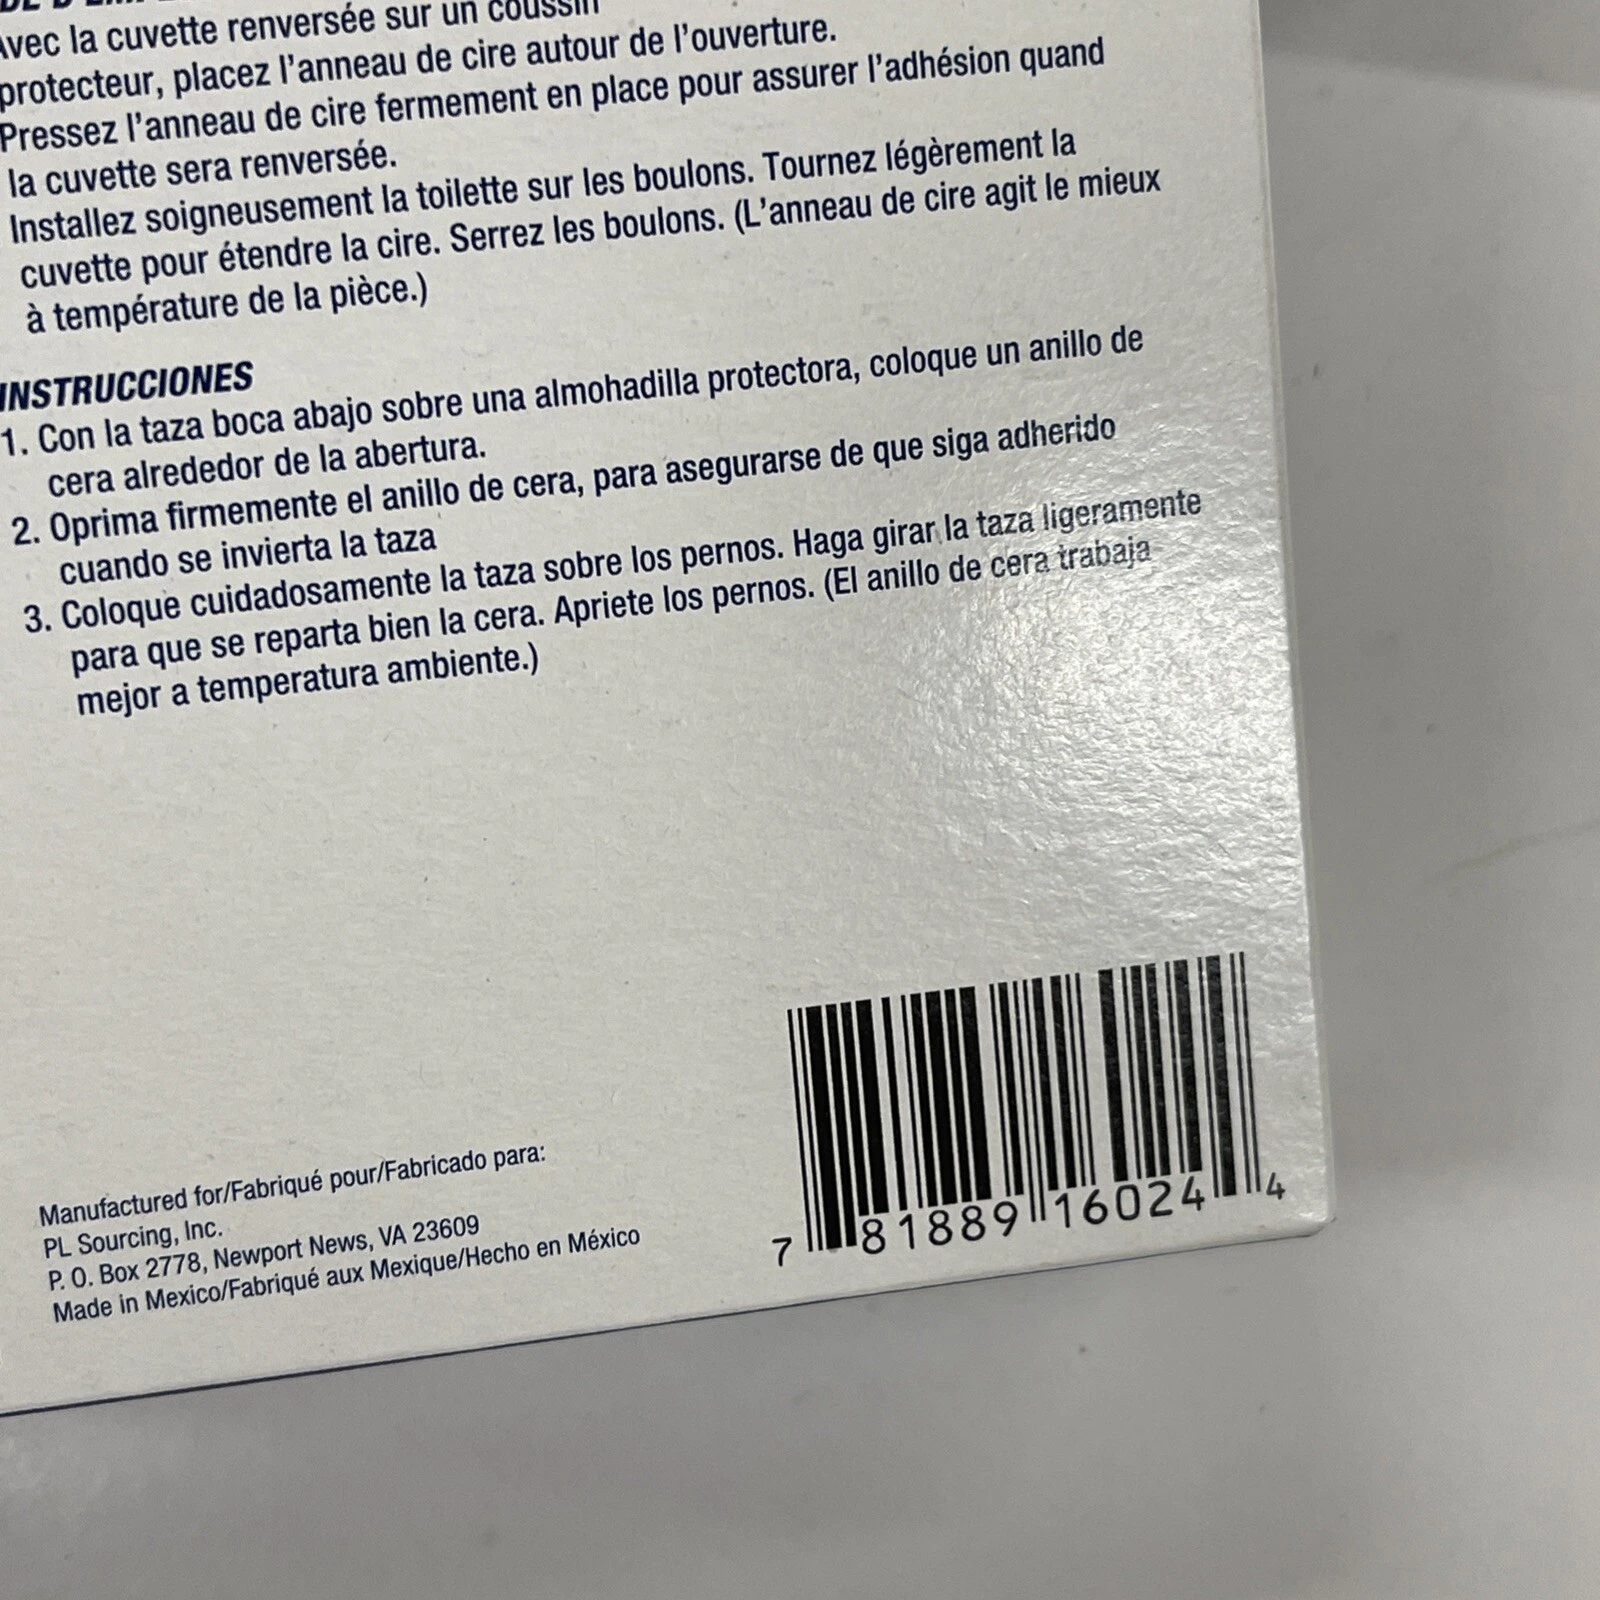 Avec la cuvette renversée sur un coussin
protecteur, placez l'anneau de cire autour de l'ouverture.
Pressez l'anneau de cire fermement en place pour assurer l'adhésion quand
la cuvette sera renversée.
Installez soigneusement la toilette sur les boulons. Tournez légèrement la
cuvette pour étendre la cire. Serrez les boulons. (L'anneau de cire agit le mieux
à température de la pièce.)
INSTRUCCIONES
1. Con la taza boca abajo sobre una almohadilla protectora, coloque un anillo de
cera alrededor de la abertura.
2. Oprima firmemente el anillo de cera, para asegurarse de que siga adherido
cuando se invierta la taza
3. Coloque cuidadosamente la taza sobre los pernos. Haga girar la taza ligeramente
para que se reparta bien la cera. Apriete los pernos. (El anillo de cera trabaja
mejor a temperatura ambiente.)
Manufactured for/Fabriqué pour/Fabricado para:
PL Sourcing, Inc.
P. O. Box 2778, Newport News, VA 23609
Made in Mexico/Fabriqué aux Mexique/Hecho en México
7 81889 16024 4